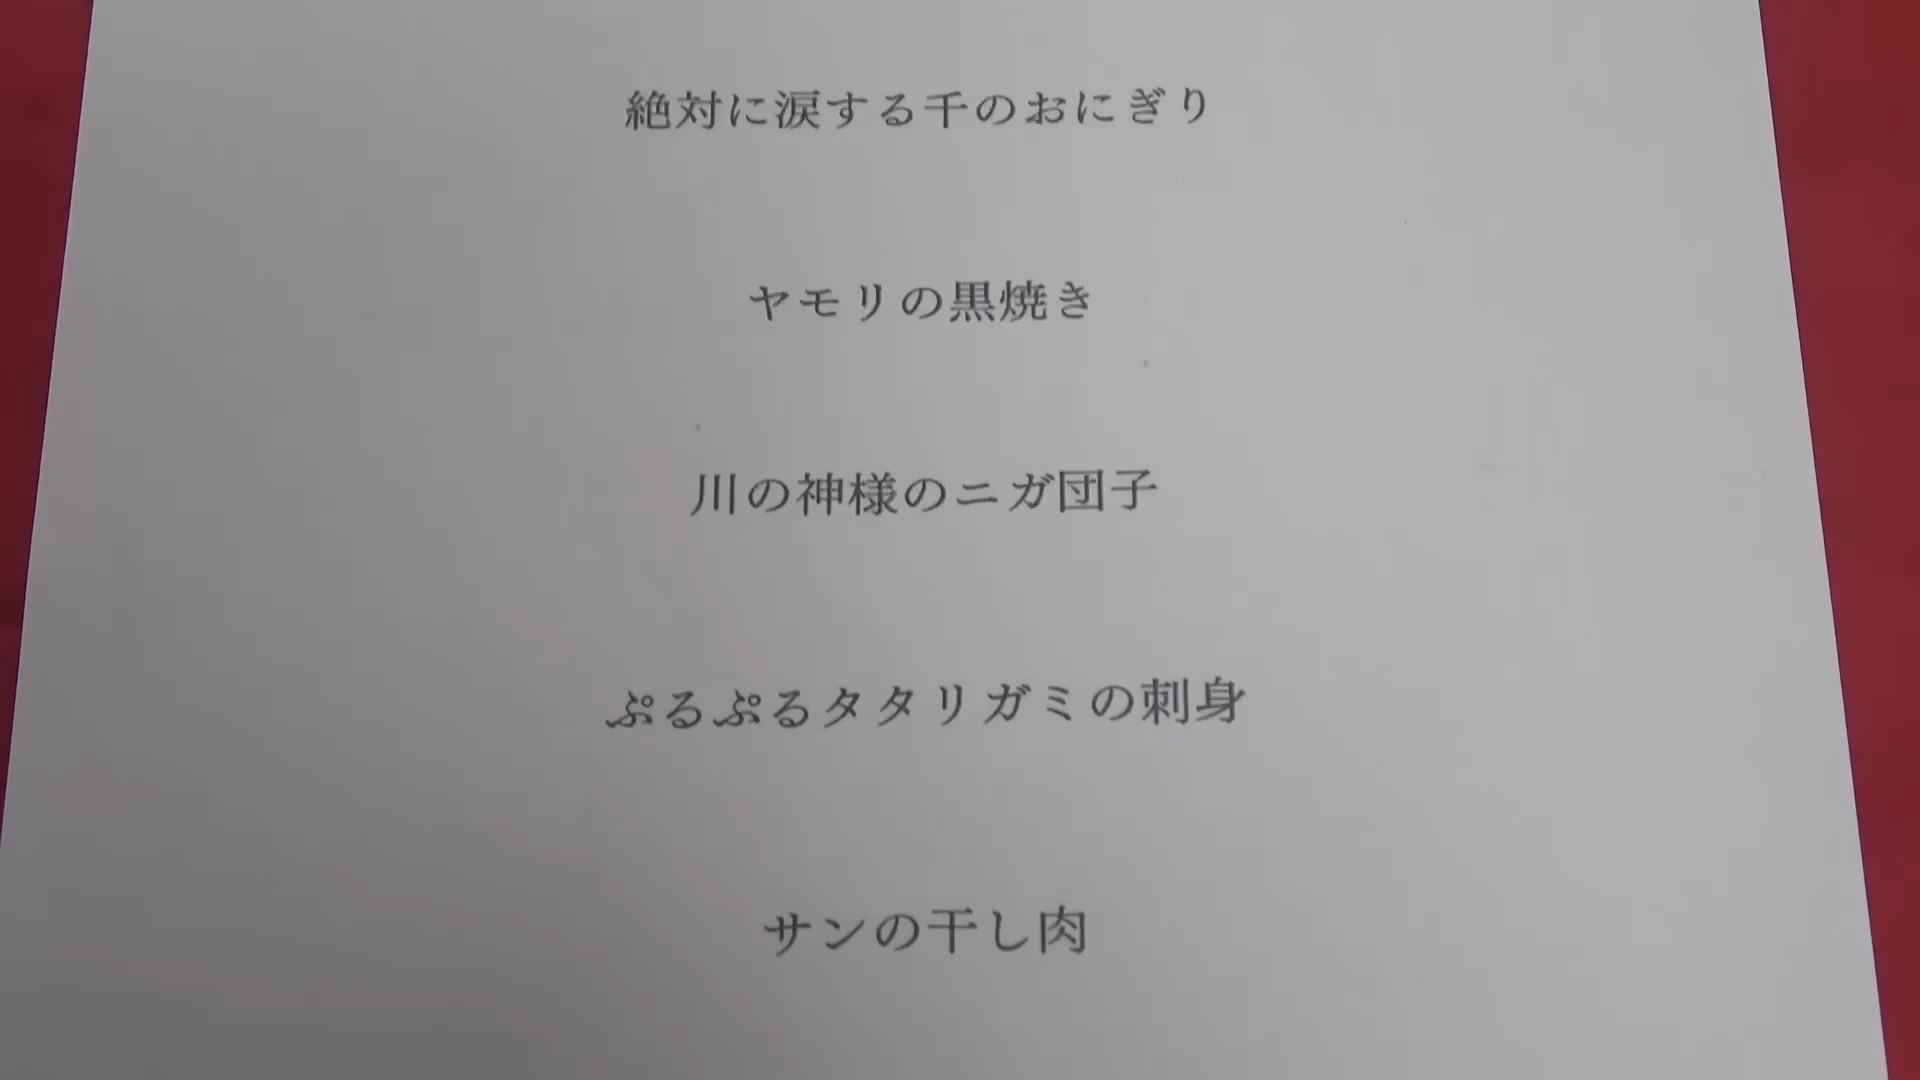 絶対に涙する千のおにぎり
ヤモリの黒焼き
川の神様のニガ団子
ぷるぷるタタリガミの刺身
サンの干し肉